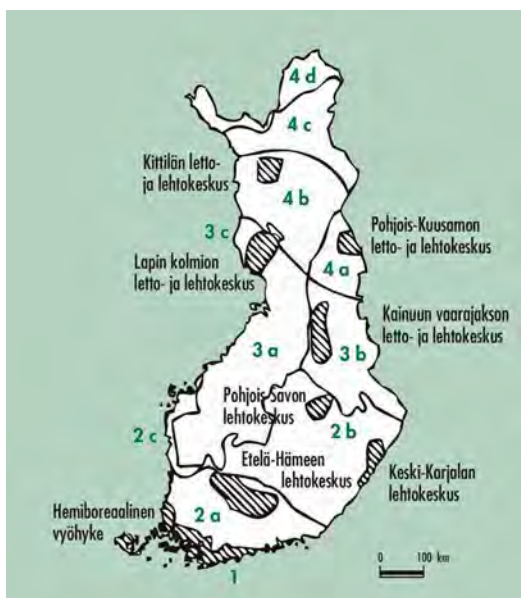 4 d
4 c
Kittilän letto-
ja lehtokeskus
4 b
3 c
Pohjois-Kuusamon
letto- ja lehtokeskus
Lapin kolmion
letto- ja lehtokeskus
4 a
Kainuun vaarajakson
letto- ja lehtokeskus
3 a
3 b
Pohjois-Savon
lehtokeskus
2 c
2 b
Etelä-Hämeen
lehtokeskus
Keski-Karjalan
lehtokeskus
Hemiboreaalinen
vyöhyke
2 a
0 100 km
1